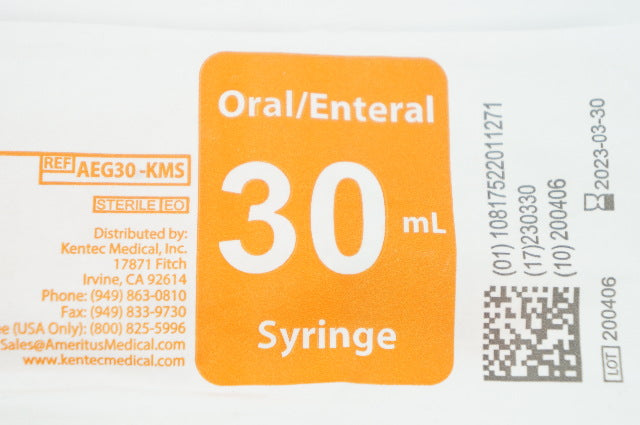 REF AEG30 -KMS
STERILE EO
Distributed by:
Kentec Medical, Inc.
17871 Fitch
Irvine, CA 92614
Phone: (949) 863-0810
Fax: (949) 833-9730
ee (USA Only): (800) 825-5996
Sales@AmeritusMedical.com
www.kentecmedical.com
Oral/Enteral
30 mL
Syringe
(01) 10817522011271
(17)230330
(10) 200406
2023-03-30
LOT 200406